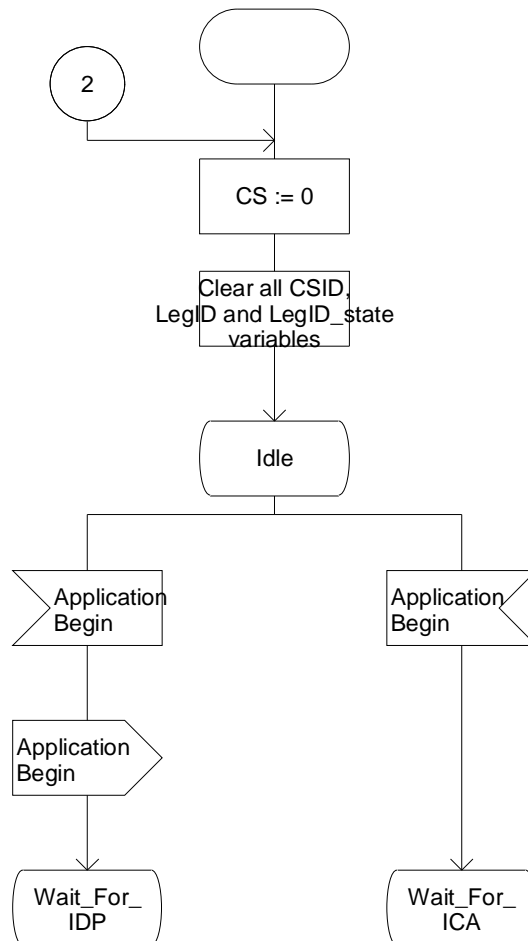 2
CS := 0
Clear all CSID,
LegID and LegID_state
variables
Idle
Application
Begin
Application
Begin
Application
Begin
Wait_For_
IDP
Wait_For_
ICA